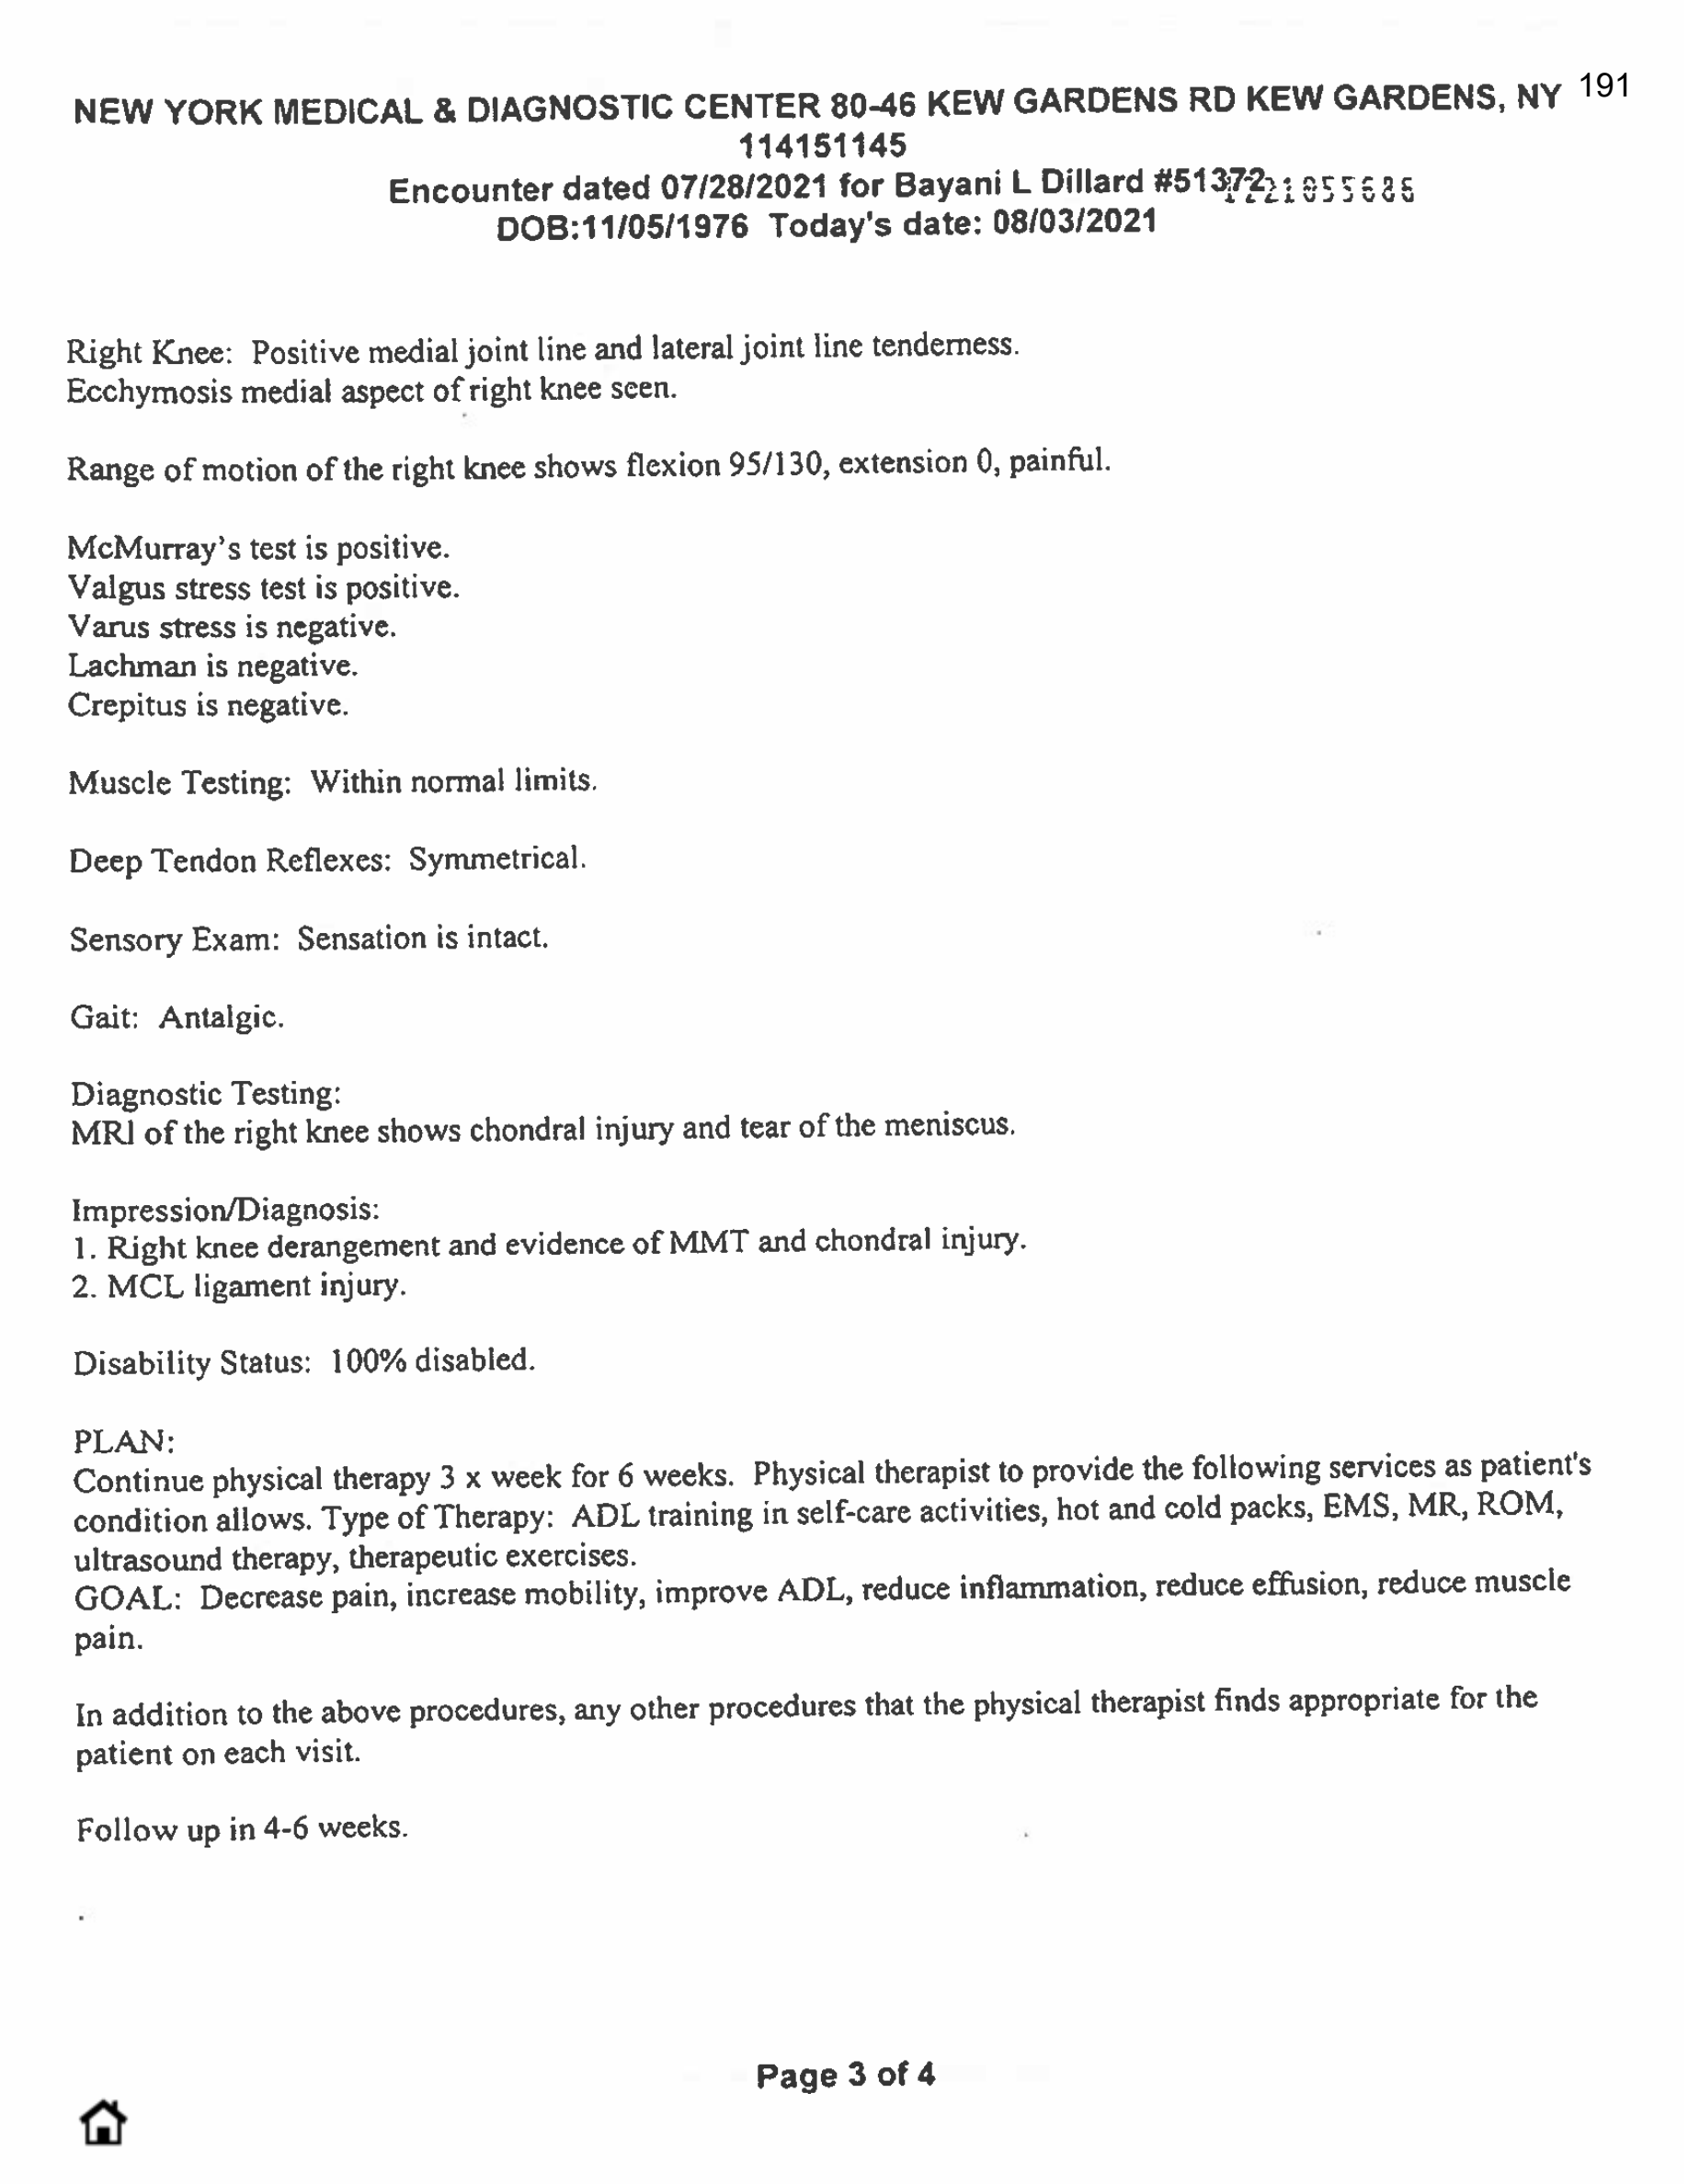 191
NEW YORK MEDICAL & DIAGNOSTIC CENTER 80-46 KEW GARDENS RD KEW GARDENS, NY
114151145
Encounter dated 07/28/2021 for Bayani L Dillard #51372
DOB:11/05/1976 Today's date: 08/03/2021
Right Knee: Positive medial joint line and lateral joint line tenderness.
Ecchymosis medial aspect of right knee seen.
Range of motion of the right knee shows flexion 95/130, extension 0, painful.
McMurray's test is positive.
Valgus stress test is positive.
Varus stress is negative.
Lachman is negative.
Crepitus is negative.
Muscle Testing: Within normal limits.
Deep Tendon Reflexes: Symmetrical.
Sensory Exam: Sensation is intact.
Gait: Antalgic.
Diagnostic Testing:
MRI of the right knee shows chondral injury and tear of the meniscus.
Impression/Diagnosis:
1. Right knee derangement and evidence of MMT and chondral injury.
2. MCL ligament injury.
Disability Status: 100% disabled.
PLAN:
Continue physical therapy 3 x week for 6 weeks. Physical therapist to provide the following services as patient's
condition allows. Type of Therapy: ADL training in self-care activities, hot and cold packs, EMS, MR, ROM,
ultrasound therapy, therapeutic exercises.
GOAL: Decrease pain, increase mobility, improve ADL, reduce inflammation, reduce effusion, reduce muscle
pain.
In addition to the above procedures, any other procedures that the physical therapist finds appropriate for the
patient on each visit.
Follow up in 4-6 weeks.
Page 3 of 4